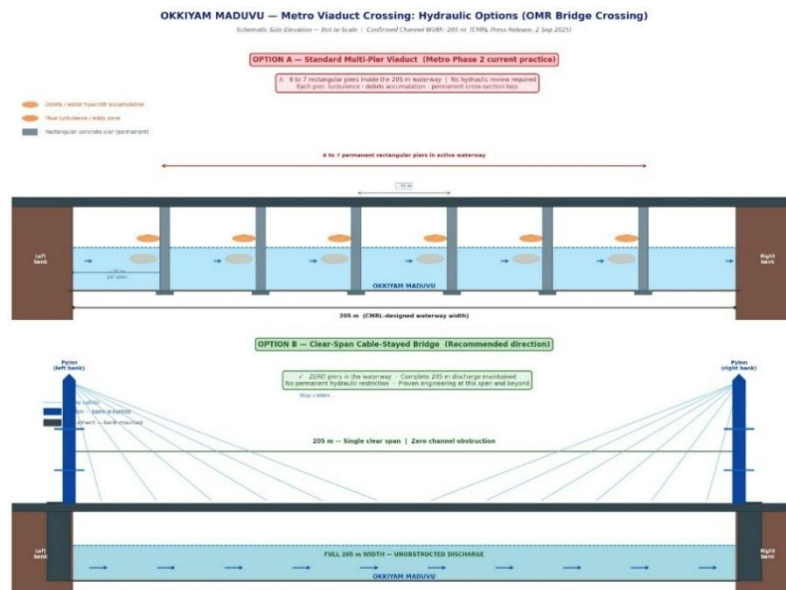 OKKIYAM MADUVU — Metro Viaduct Crossing: Hydraulic Options (OMR Bridge Crossing)
Schematic Side Elevation — Not to Scale | Confirmed Channel Width: 205 m (CMRL Press Release, 2 Sep 2025)
OPTION A — Standard Multi-Pier Viaduct (Metro Phase 2 current practice)
6 to 7 rectangular piers inside the 205 m waterway | No hydraulic review required
Each pier: turbulence · debris accumulation · permanent cross-section loss
Debris / water hyacinth accumulation
Flow turbulence / eddy zone
Rectangular concrete pier (permanent)
6 to 7 permanent rectangular piers in active waterway
Left
bank
Right
bank
OKKIYAM MADUVU
205 m (CMRL-designed waterway width)
OPTION B — Clear-Span Cable-Stayed Bridge (Recommended direction)
Pylon
(left bank)
Pylon
(right bank)
✓ ZERO piers in the waterway · Complete 205 m discharge maintained
No permanent hydraulic restriction · Proven engineering at this span and beyond
Stay cables
bank mounted
bank mounted
205 m — Single clear span | Zero channel obstruction
Left
bank
Right
bank
FULL 205 m WIDTH — UNOBSTRUCTED DISCHARGE
OKKIYAM MADUVU